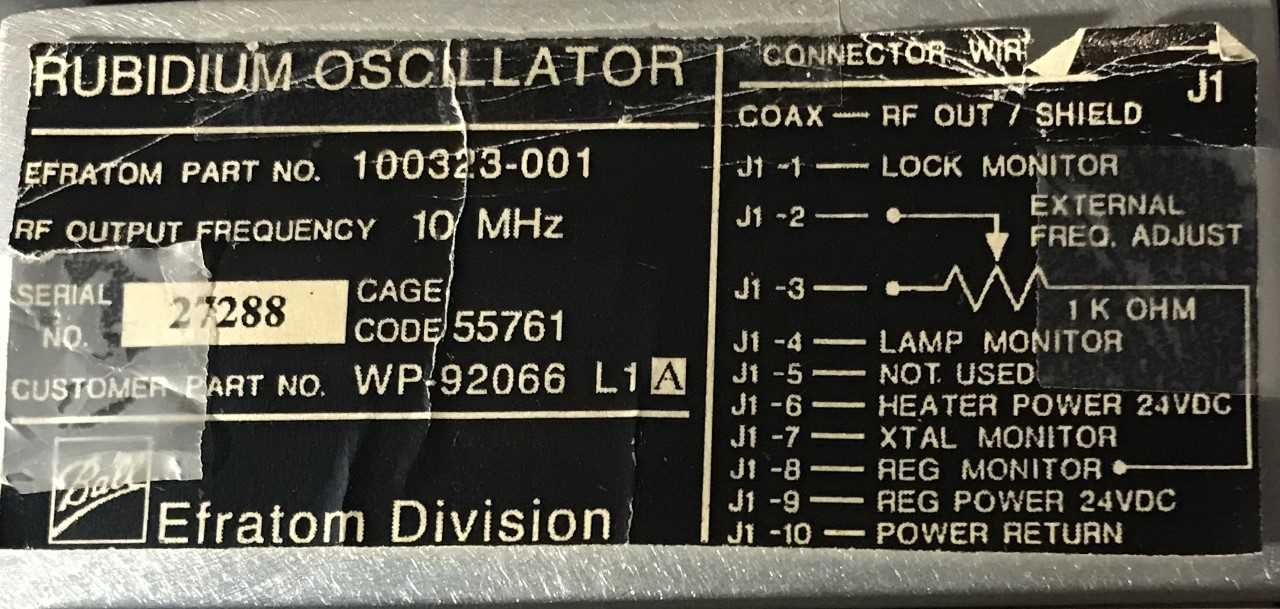 RUBIDIUM OSCILLATOR
EFRATOM PART NO. 100323-001
RF OUTPUT FREQUENCY 10 MHz
SERIAL NO. 27288
CAGE CODE 55761
CUSTOMER PART NO. WP-92066 L1 A
Ball
Efratom Division
CONNECTOR WIR
J1
COAX — RF OUT / SHIELD
J1 -1 — LOCK MONITOR
J1 -2 —
EXTERNAL
FREQ. ADJUST
J1 -3 —
1 K OHM
J1 -4 — LAMP MONITOR
J1 -5 — NOT USED
J1 -6 — HEATER POWER 24VDC
J1 -7 — XTAL MONITOR
J1 -8 — REG MONITOR
J1 -9 — REG POWER 24VDC
J1 -10 — POWER RETURN